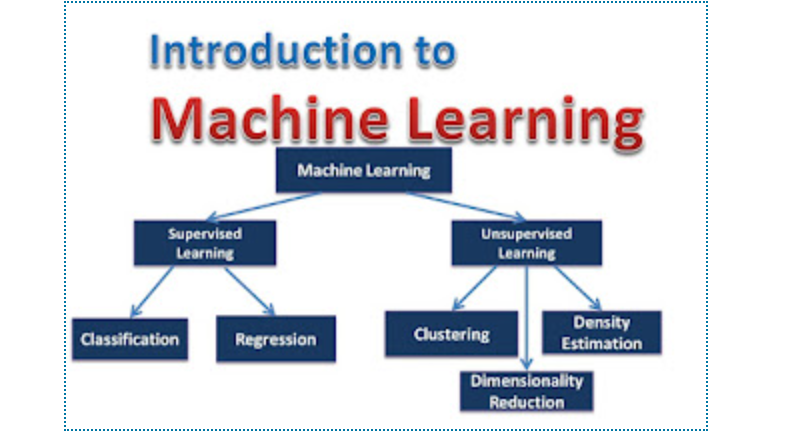 Introduction to
Machine Learning
Machine Learning
Supervised
Learning
Unsupervised
Learning
Classification
Regression
Clustering
Density
Estimation
Dimensionality
Reduction